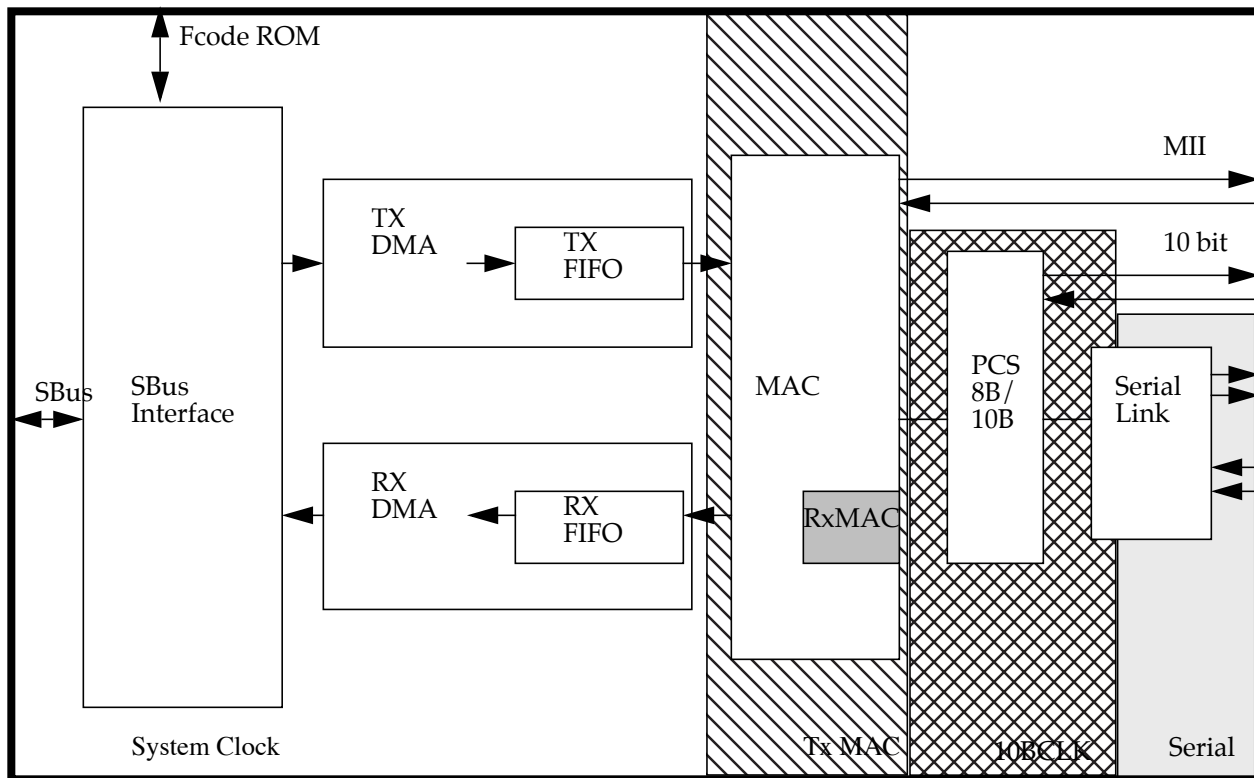 Fcode ROM
MII
TX
DMA
TX
FIFO
10 bit
SBus
SBus
Interface
MAC
PCS
8B/
10B
Serial
Link
RX
DMA
RX
FIFO
RxMAC
System Clock
Tx MAC
10BCLK
Serial